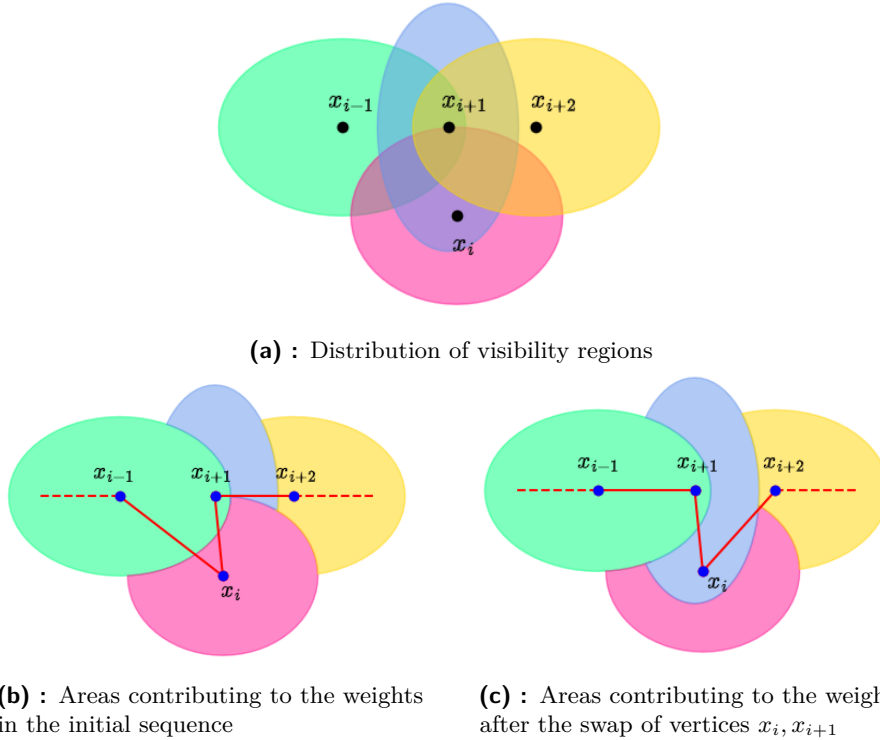 x_{i-1} x_{i+1} x_{i+2}
x_i
(a) : Distribution of visibility regions
x_{i-1} x_{i+1} x_{i+2}
x_i
x_{i-1} x_{i+1} x_{i+2}
x_i
(b) : Areas contributing to the weights
in the initial sequence
(c) : Areas contributing to the weigh
after the swap of vertices x_i, x_{i+1}